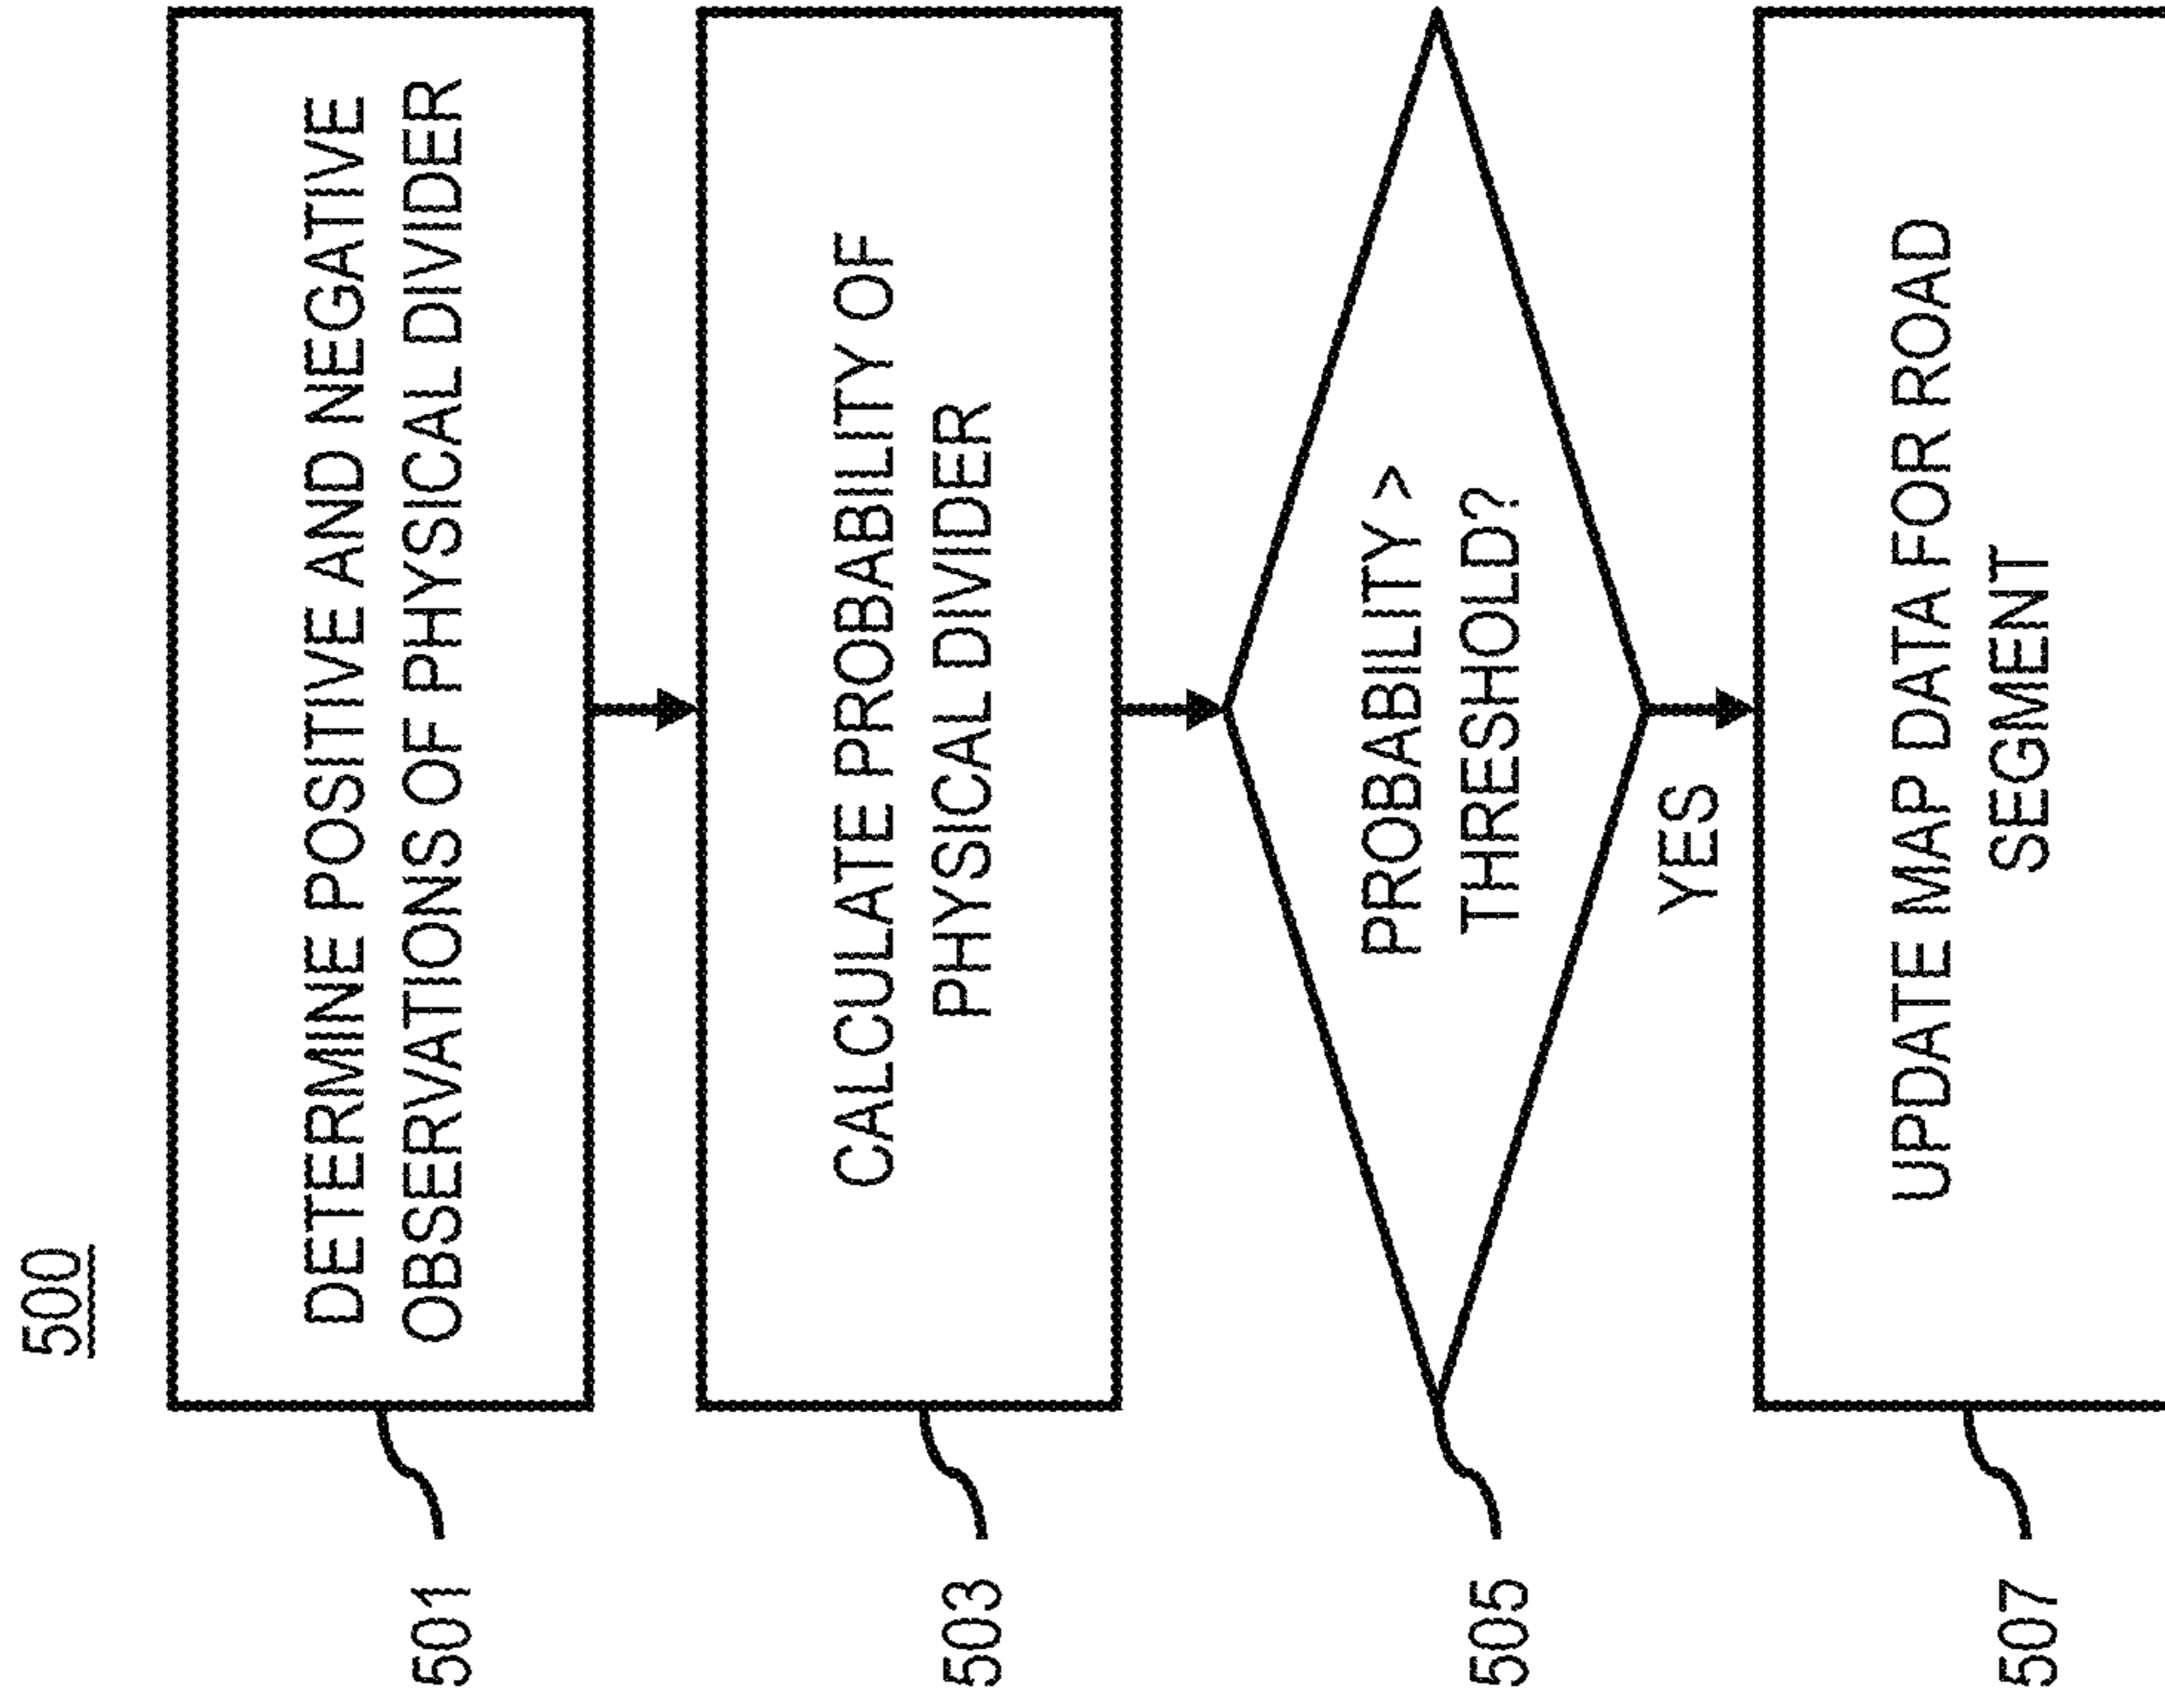 500
501
DETERMINE POSITIVE AND NEGATIVE
OBSERVATIONS OF PHYSICAL DIVIDER
503
CALCULATE PROBABILITY OF
PHYSICAL DIVIDER
505
PROBABILITY >
THRESHOLD?
YES
507
UPDATE MAP DATA FOR ROAD
SEGMENT